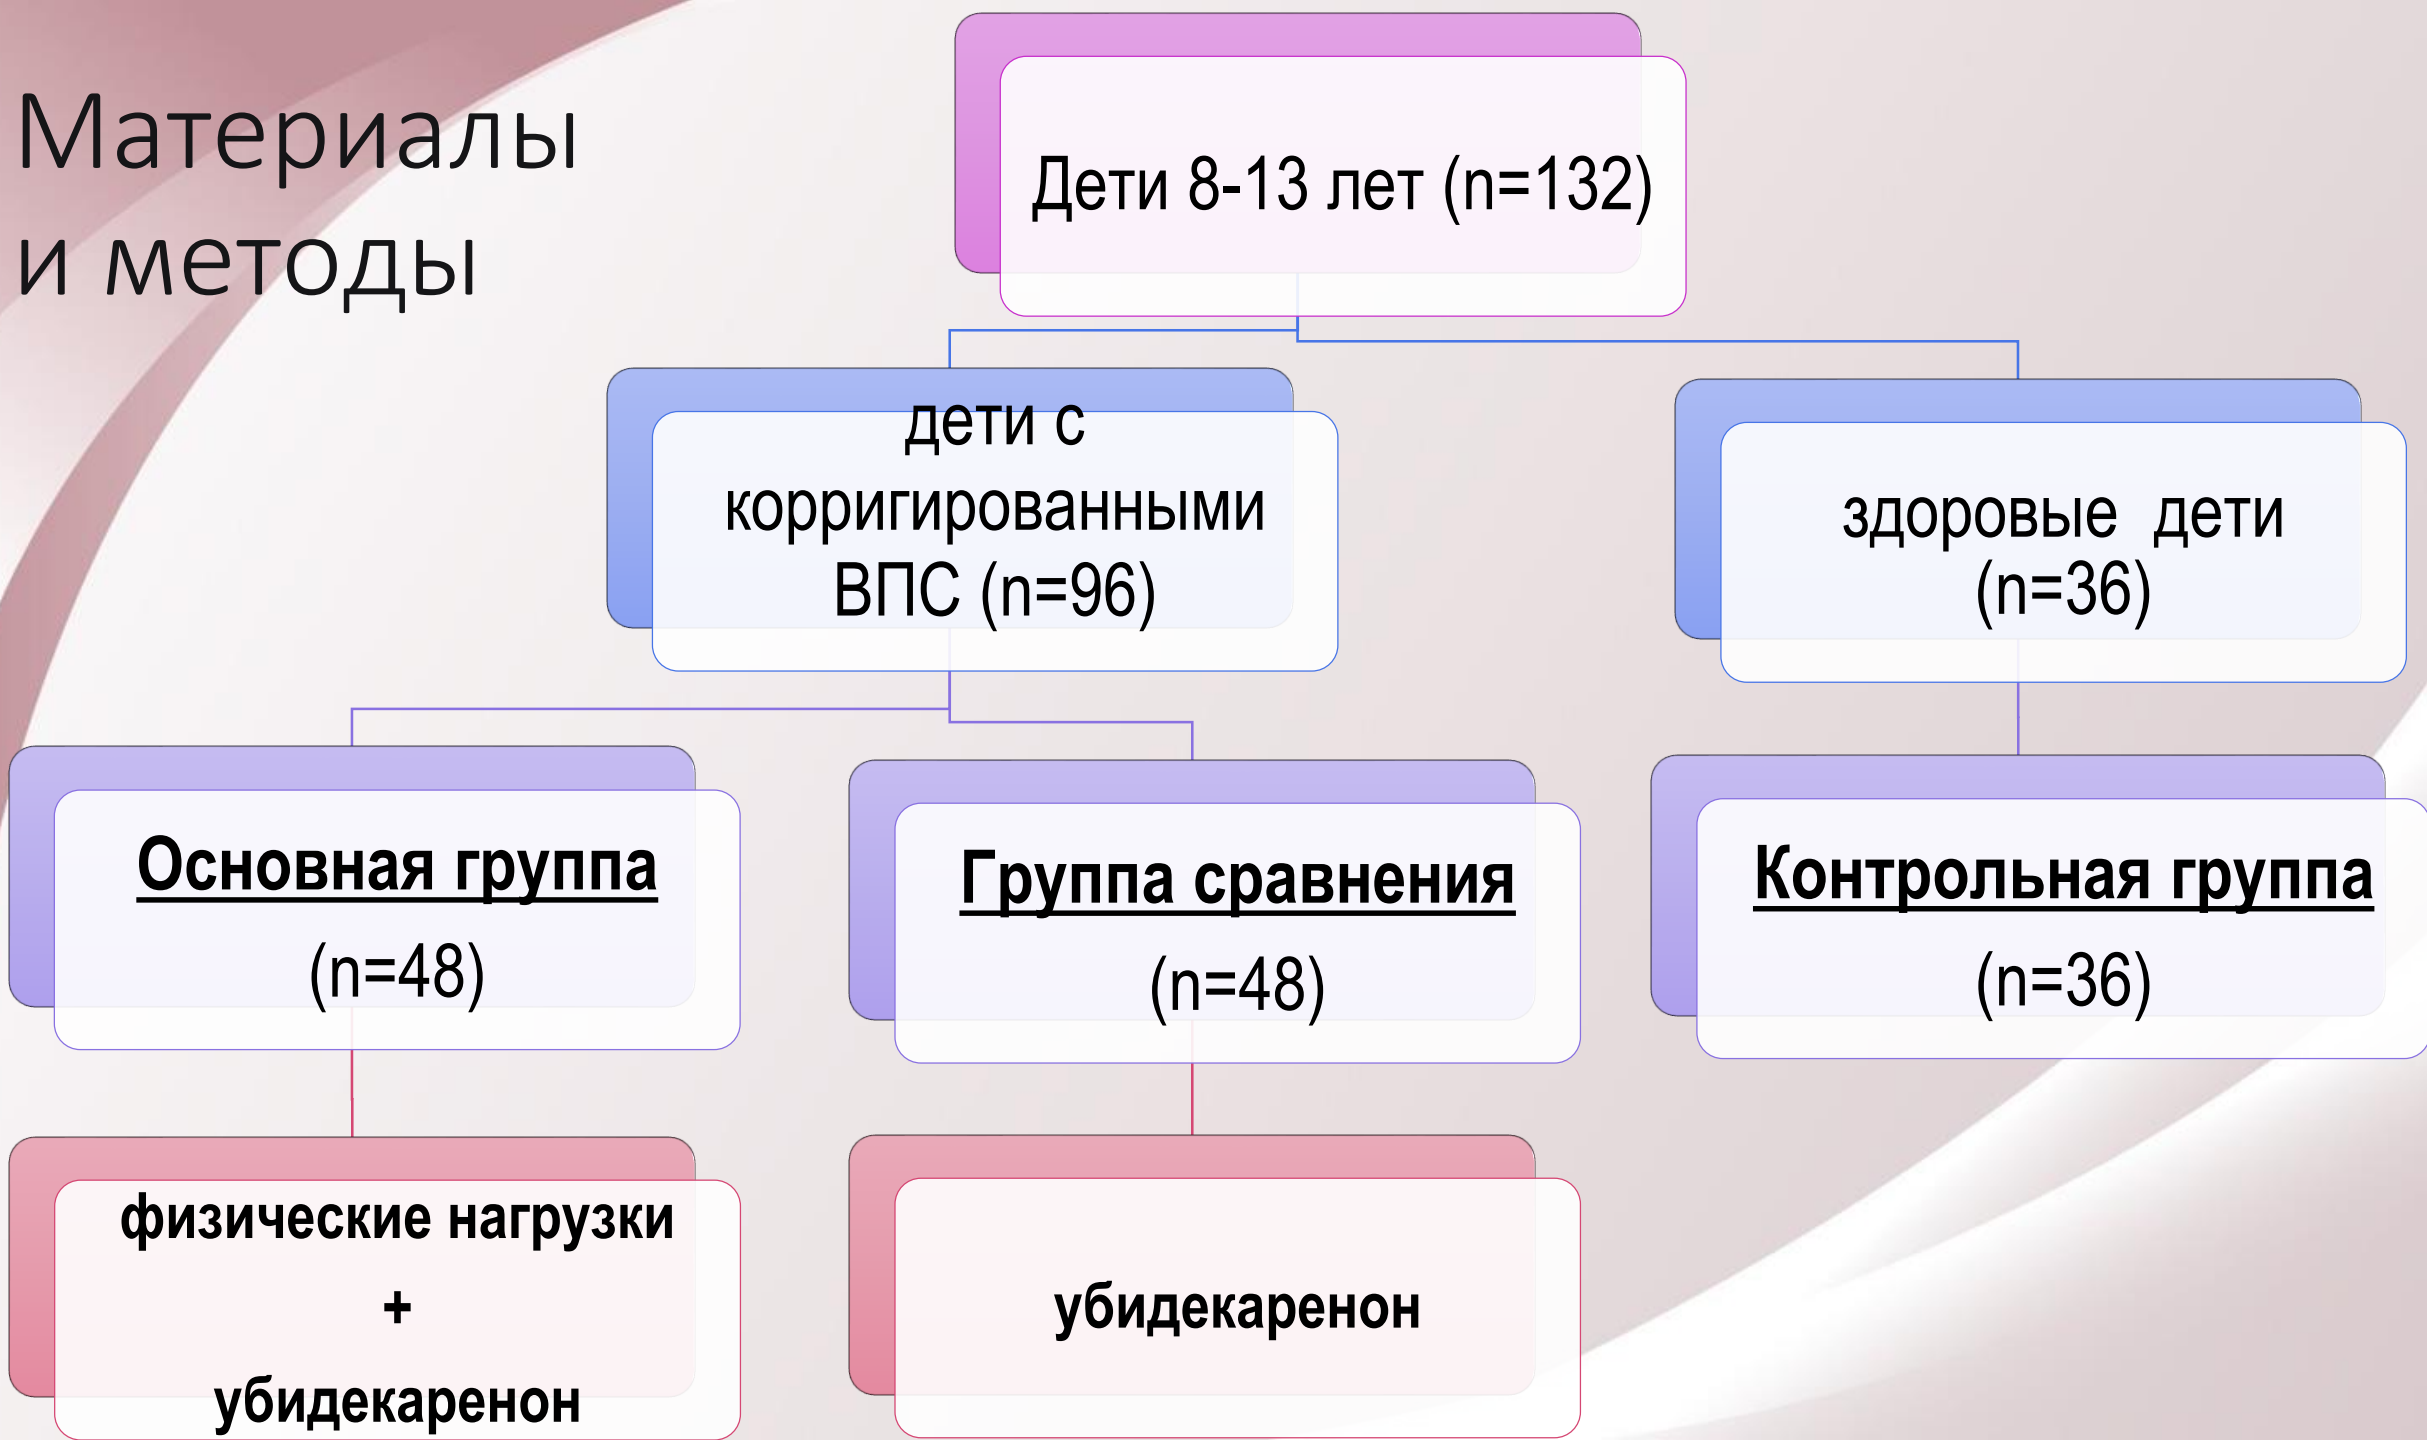 Материалы
и методы
Дети 8-13 лет (n=132)
дети с
корригированными
ВПС (n=96)
здоровые дети
(n=36)
Основная группа
(n=48)
Группа сравнения
(n=48)
Контрольная группа
(n=36)
физические нагрузки
+
убидекаренон
убидекаренон